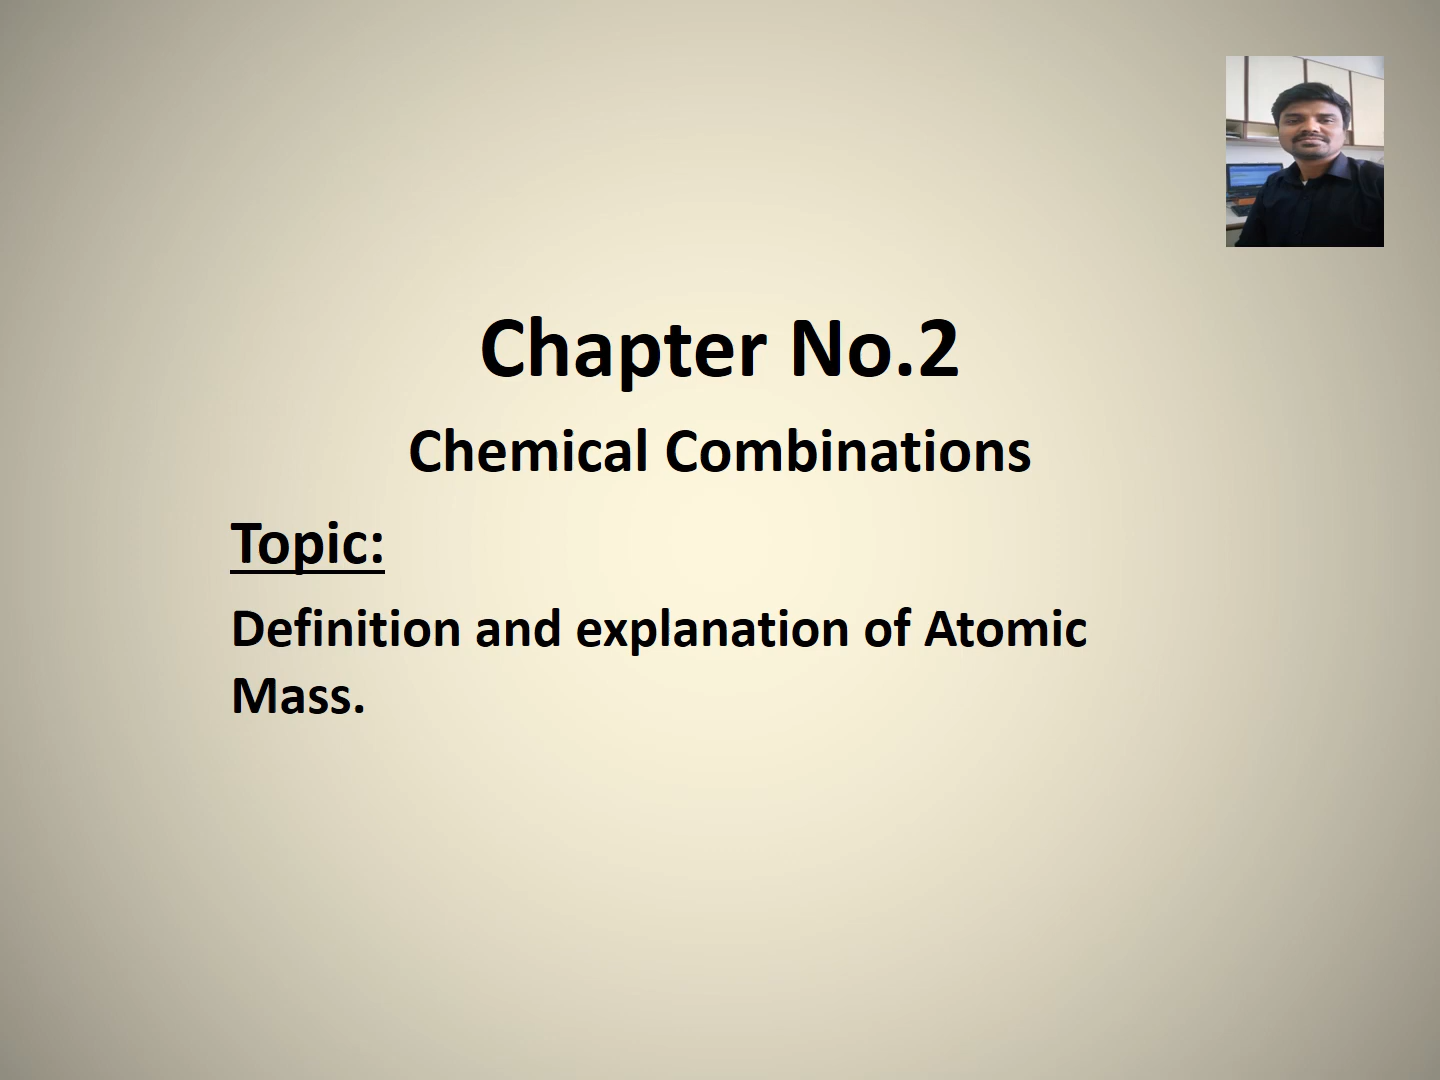 Chapter No.2
Chemical Combinations
Topic:
Definition and explanation of Atomic
Mass.